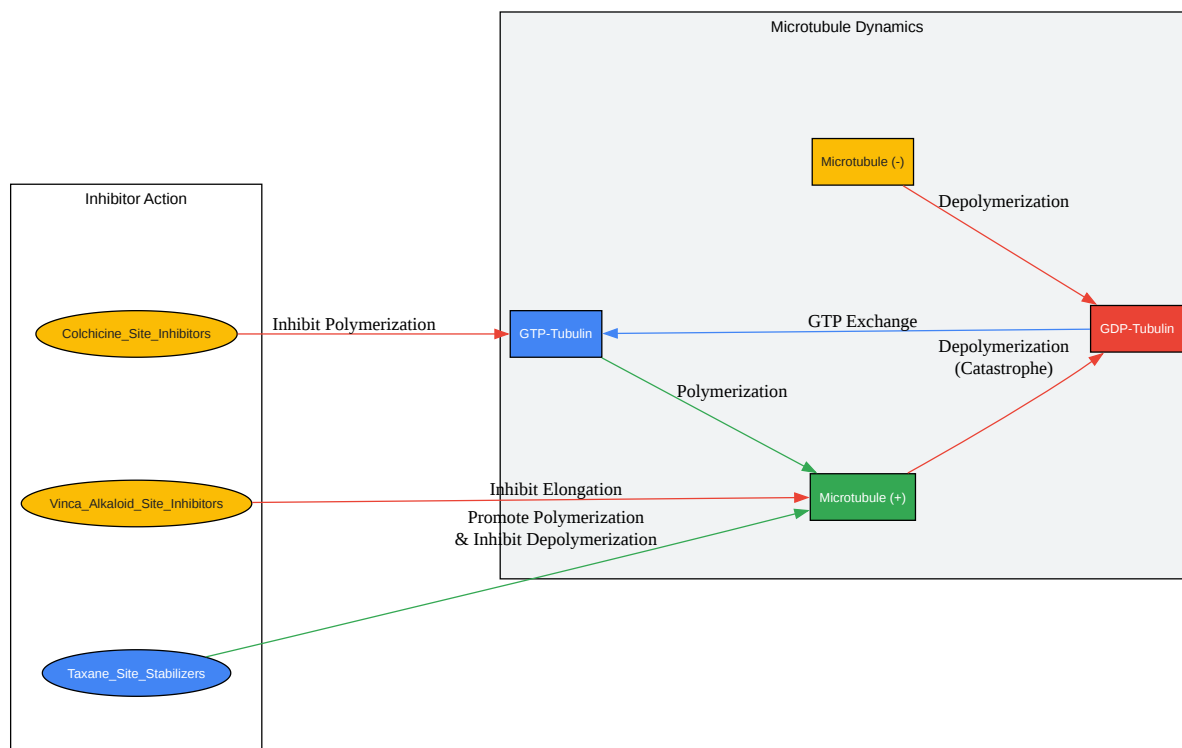 Microtubule Dynamics
Microtubule (-)
Depolymerization
Inhibitor Action
Colchicine_Site_Inhibitors
Inhibit Polymerization
GTP-Tubulin
GTP Exchange
GDP-Tubulin
Depolymerization
(Catastrophe)
Polymerization
Vinca_Alkaloid_Site_Inhibitors
Inhibit Elongation
Microtubule (+)
Promote Polymerization
& Inhibit Depolymerization
Taxane_Site_Stabilizers